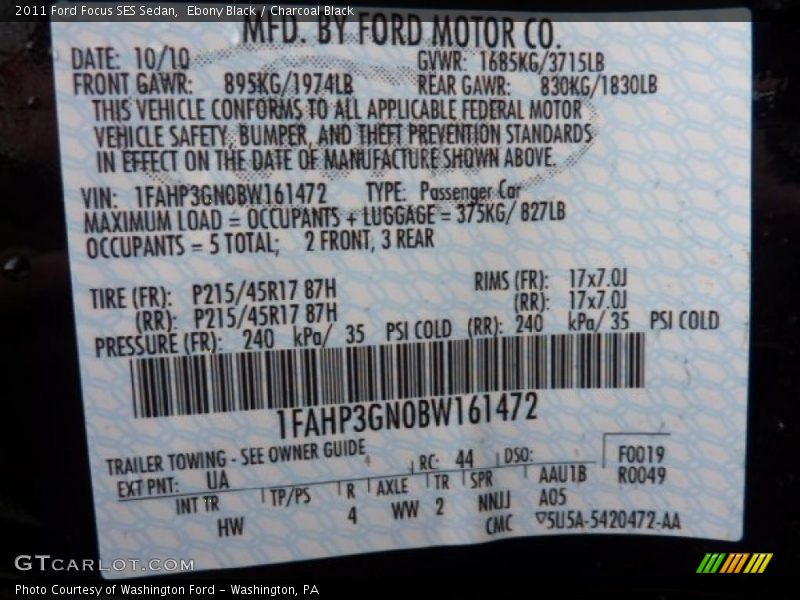 2011 Ford Focus SES Sedan,  Ebony Black / Charcoal Black
MFD. BY FORD MOTOR CO.
DATE: 10/10 GVWR: 1685KG/3715LB
FRONT GAWR: 895KG/1974LB REAR GAWR: 830KG/1830LB
THIS VEHICLE CONFORMS TO ALL APPLICABLE FEDERAL MOTOR
VEHICLE SAFETY, BUMPER, AND THEFT PREVENTION STANDARDS
IN EFFECT ON THE DATE OF MANUFACTURE SHOWN ABOVE.
VIN: 1FAHP3GN0BW161472 TYPE: Passenger Car
MAXIMUM LOAD = OCCUPANTS + LUGGAGE = 375KG/ 827LB
OCCUPANTS = 5 TOTAL; 2 FRONT, 3 REAR
TIRE (FR): P215/45R17 87H RIMS (FR): 17x7.0J
(RR): P215/45R17 87H (RR): 17x7.0J
PRESSURE (FR): 240 kPa/ 35 PSI COLD (RR): 240 kPa/ 35 PSI COLD
1FAHP3GN0BW161472
TRAILER TOWING - SEE OWNER GUIDE RC: 44 DSO: F0019
EXT PNT: UA R0049
INT TR TP/PS R AXLE TR SPR AAU1B
HW 4 WW 2 NNJJ A05
CMC ▽5U5A-5420472-AA
GTCARLOT.COM
Photo Courtesy of Washington Ford - Washington, PA